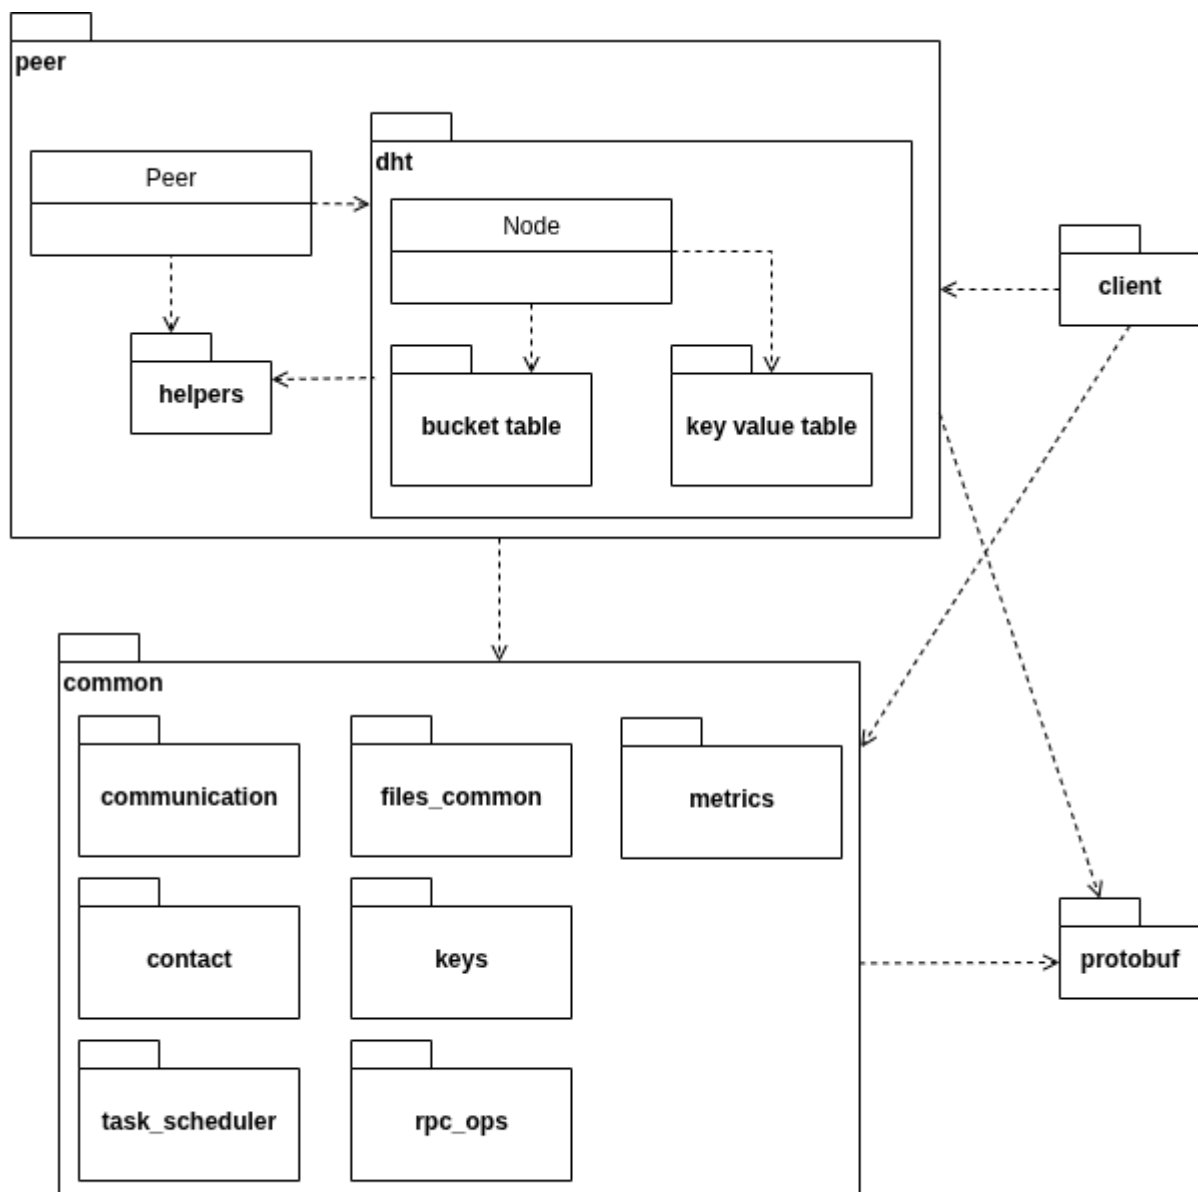 peer
Peer
dht
Node
client
helpers
bucket table
key value table
common
communication
files_common
metrics
contact
keys
protobuf
task_scheduler
rpc_ops